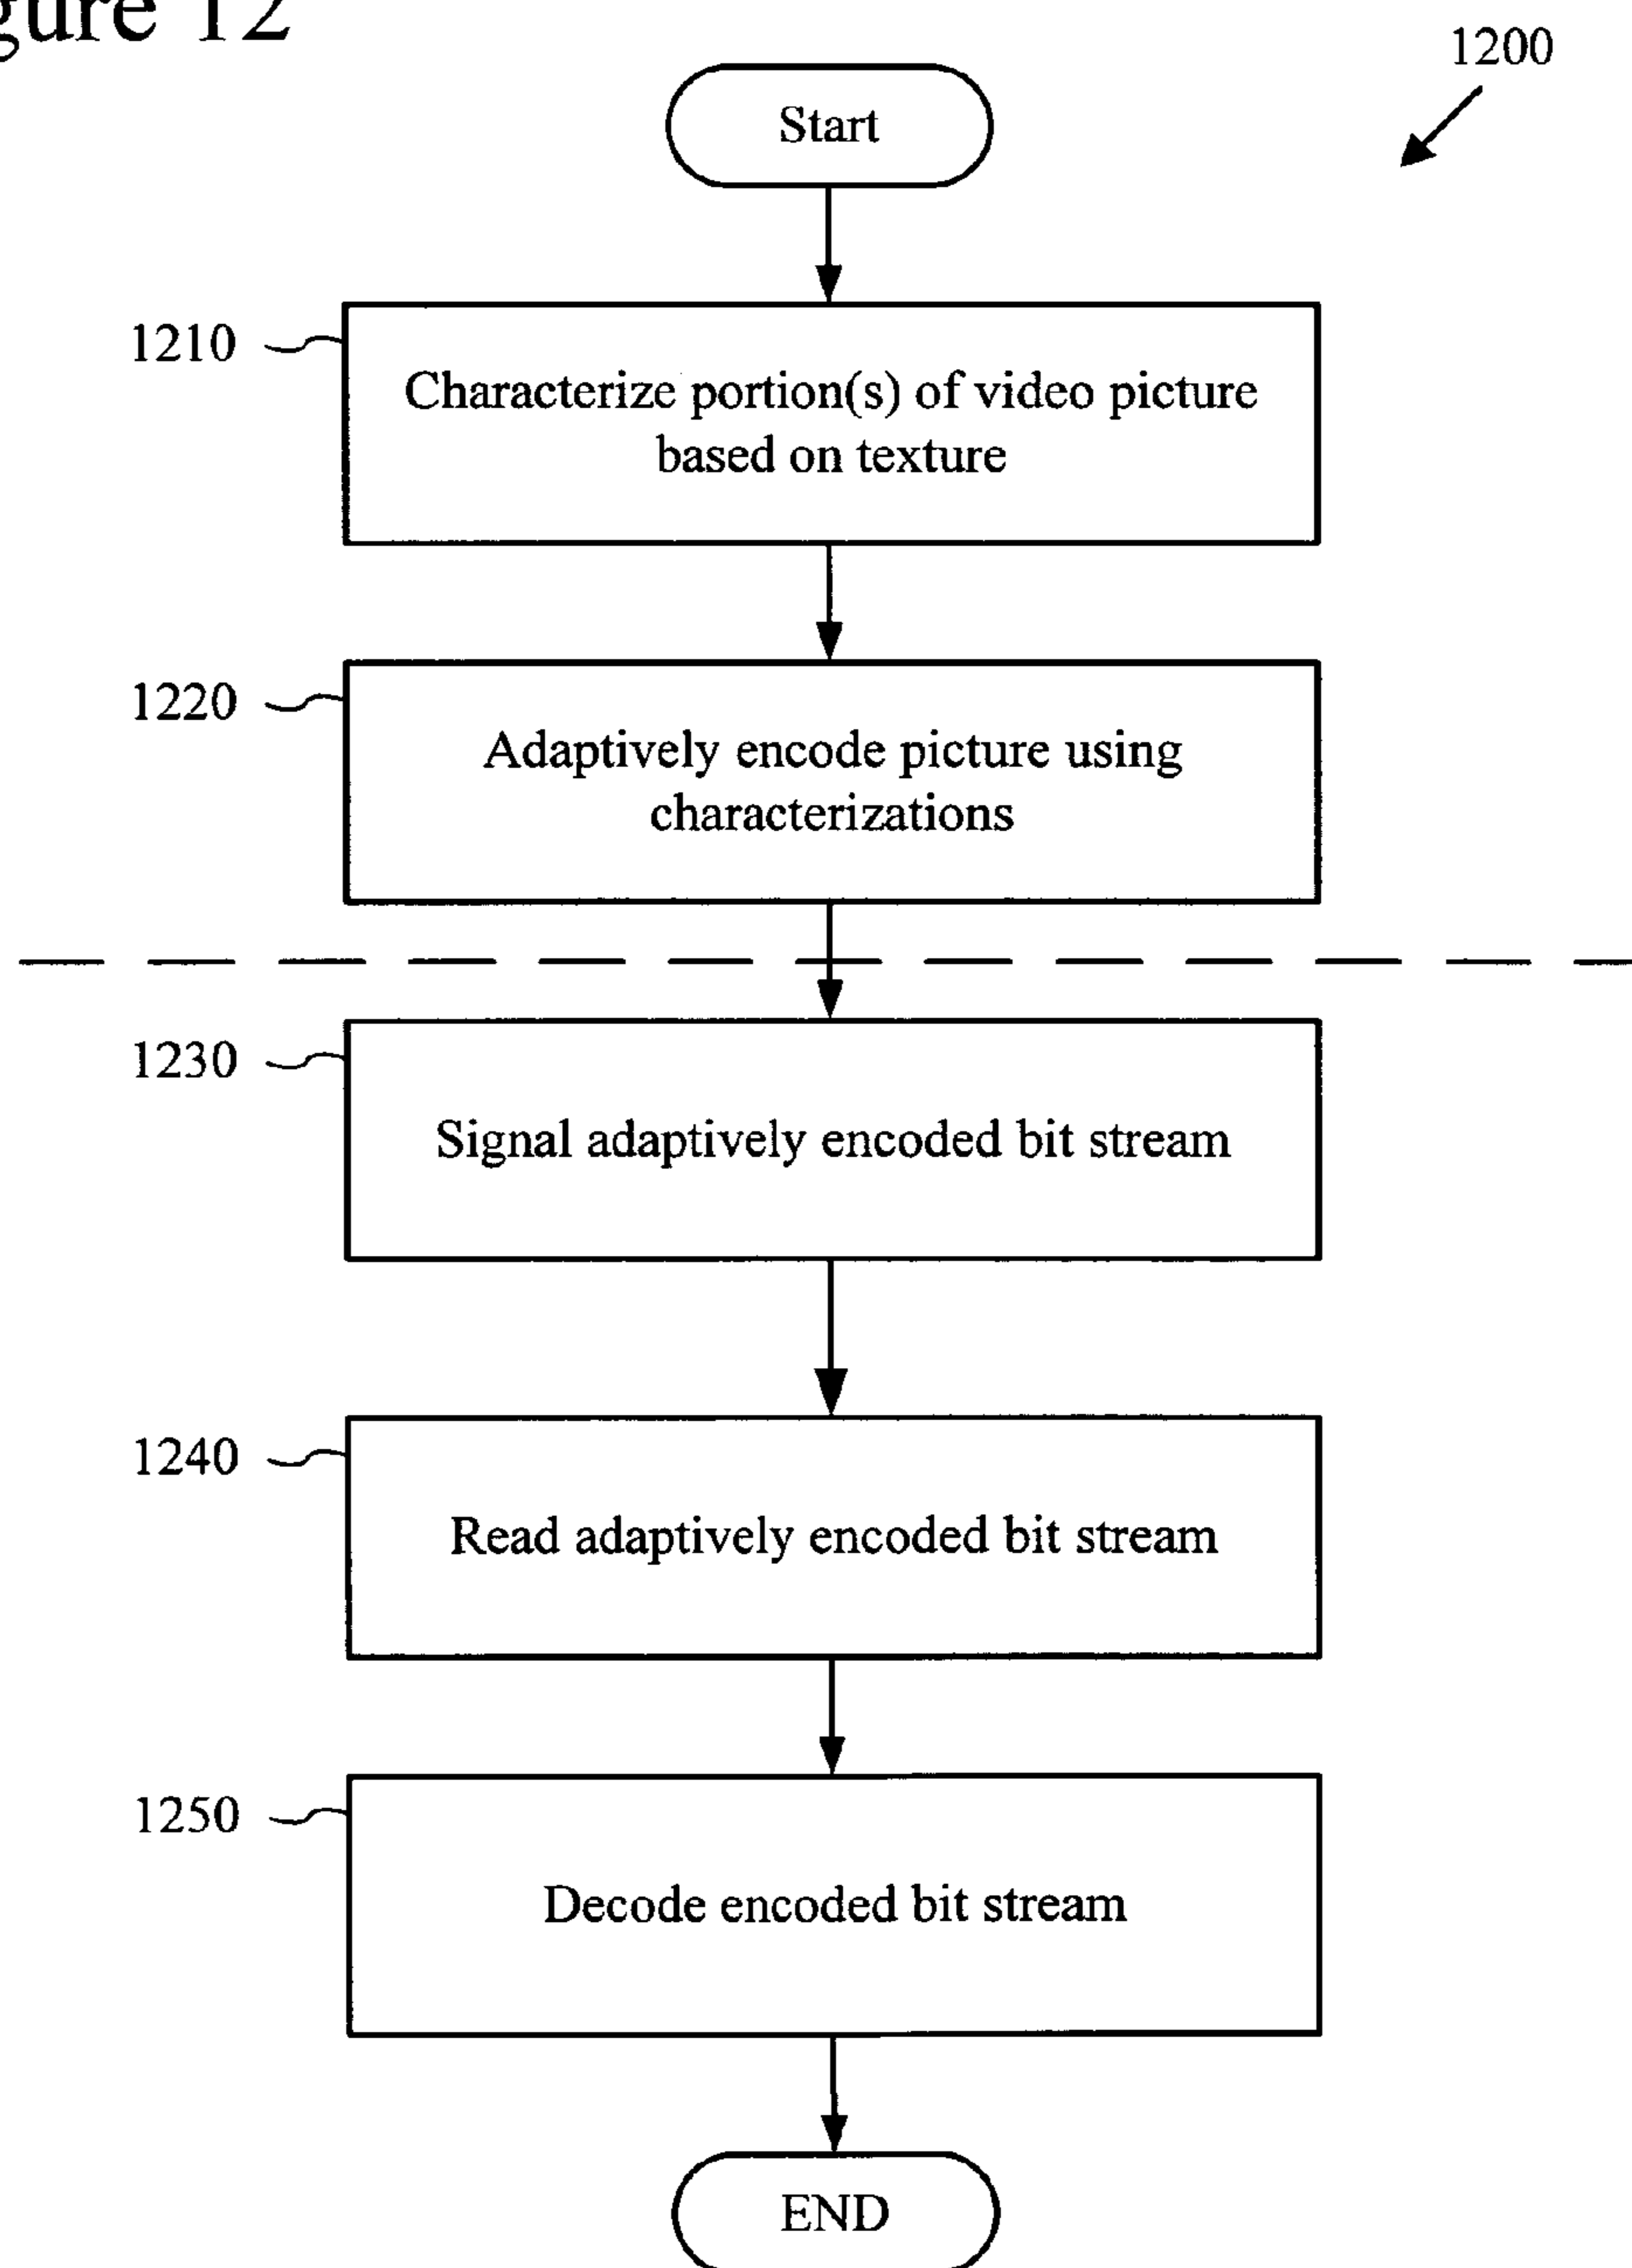 gure 12
1200
Start
1210
Characterize portion(s) of video picture
based on texture
1220
Adaptively encode picture using
characterizations
1230
Signal adaptively encoded bit stream
1240
Read adaptively encoded bit stream
1250
Decode encoded bit stream
END